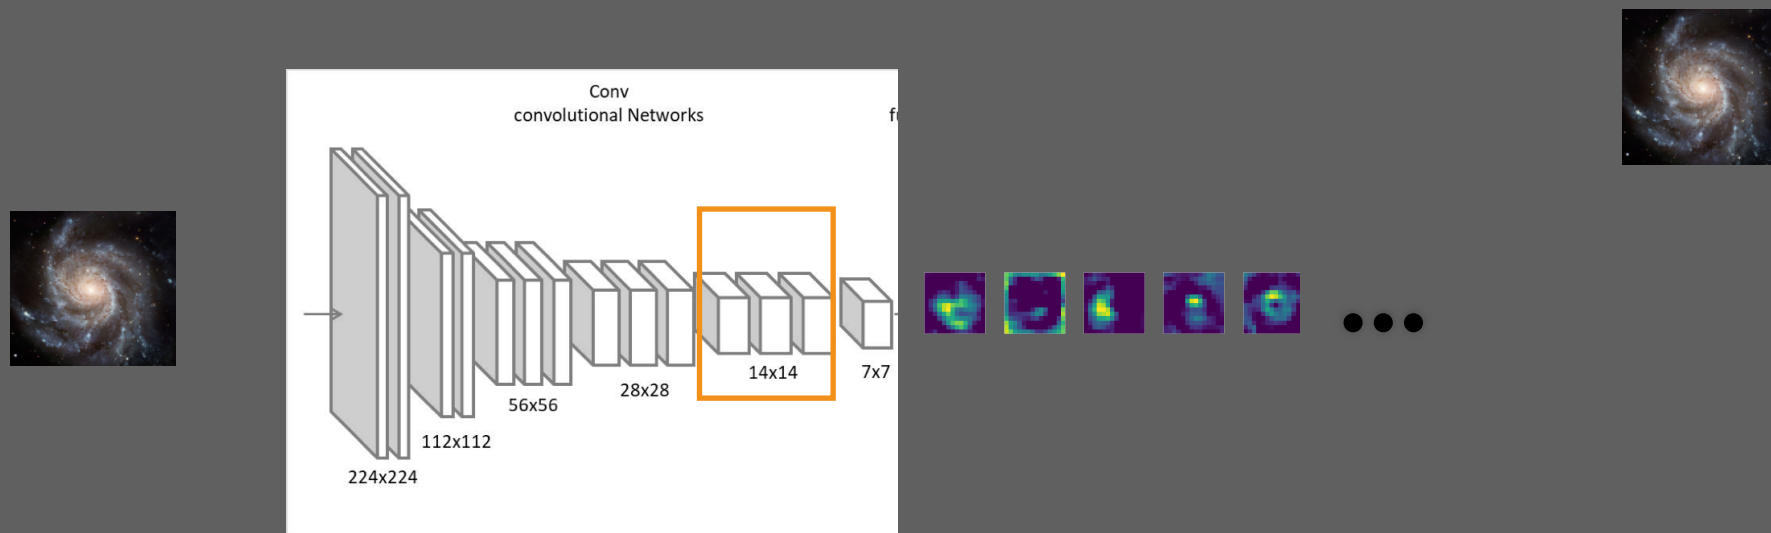 Conv
convolutional Networks
224x224
112x112
56x56
28x28
14x14
7x7